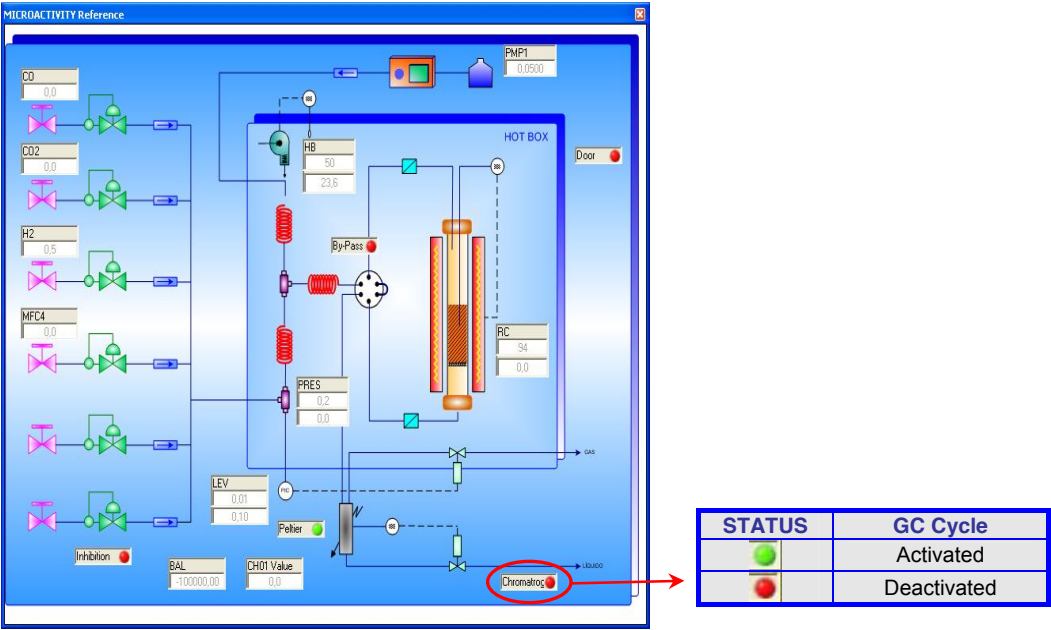 MICROACTIVITY Reference
PMP1
0,0500
CO
0,0
HOT BOX
HB
50
23,6
Door
CO2
0,0
H2
0,5
By-Pass
MFC4
0,0
RC
94
0,0
PRES
0,2
0,0
GAS
LEV
0,01
0,10
PIC
Peltier
Inhibition
BAL
-100000,00
CH01 Value
0,0
LIQUIDO
Chromatrog
STATUS GC Cycle
Activated
Deactivated